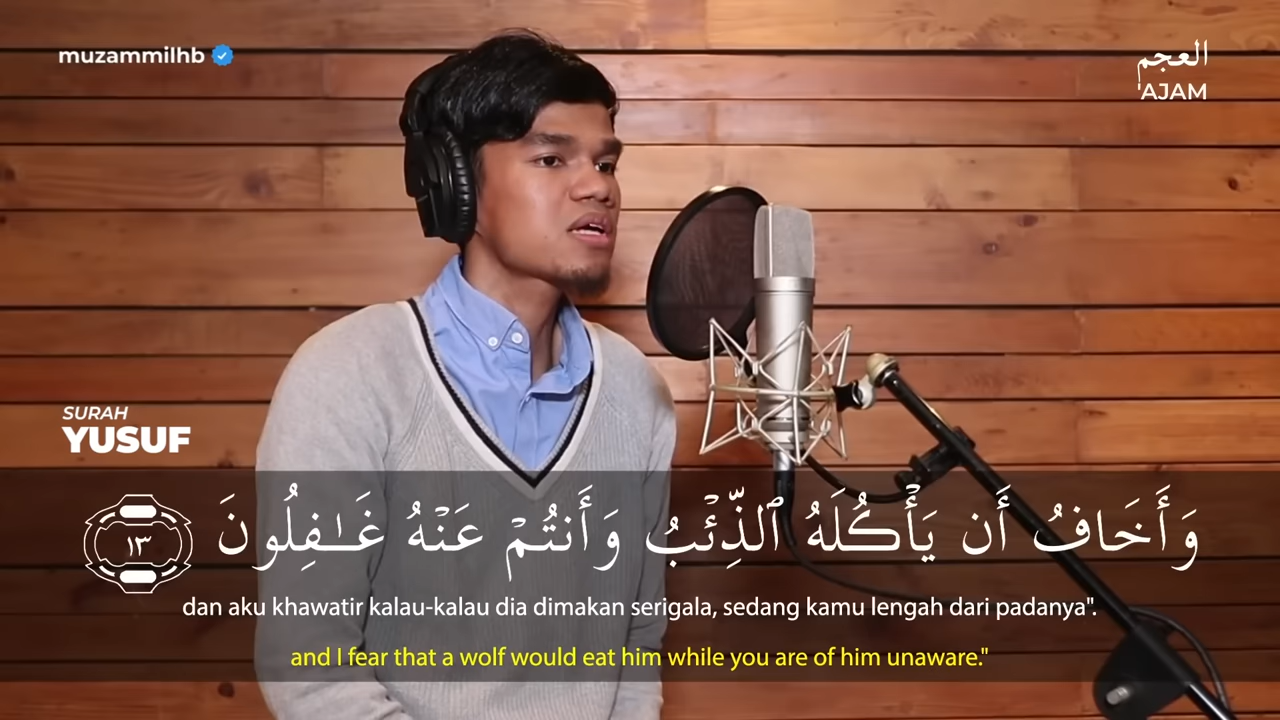 muzammilhb
العجم
'AJAM
SURAH
YUSUF
وَأَخَافُ أَن يَأْكُلَهُ ٱلذِّئْبُ وَأَنتُمْ عَنْهُ غَـٰفِلُونَ ١٣
dan aku khawatir kalau-kalau dia dimakan serigala, sedang kamu lengah dari padanya".
and I fear that a wolf would eat him while you are of him unaware."